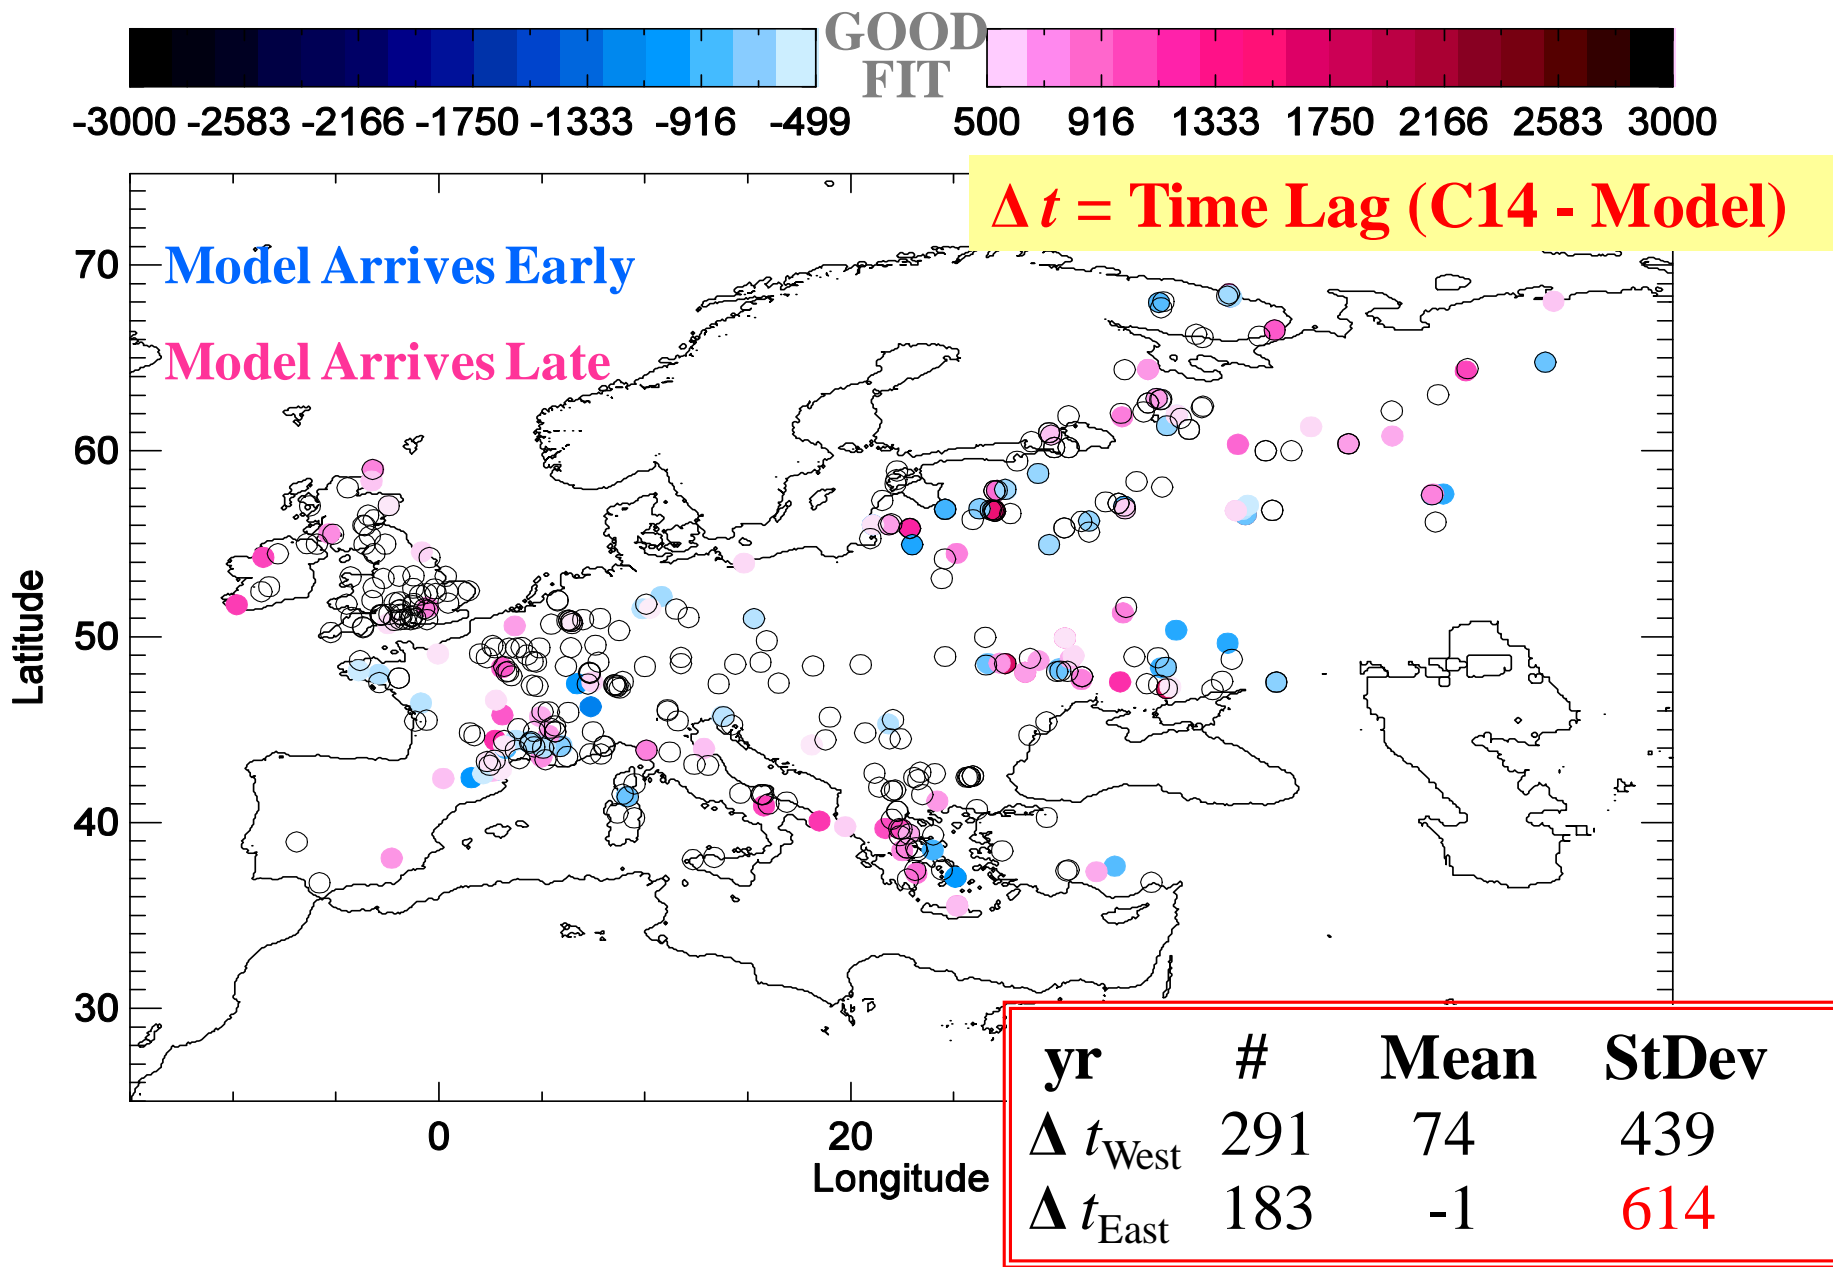 GOOD
FIT
-3000 -2583 -2166 -1750 -1333 -916 -499
500 916 1333 1750 2166 2583 3000
Δ t = Time Lag (C14 - Model)
Model Arrives Early
Model Arrives Late
70
60
50
40
30
Latitude
0 20
Longitude
yr # Mean StDev
Δ tWest 291 74 439
Δ tEast 183 -1 614